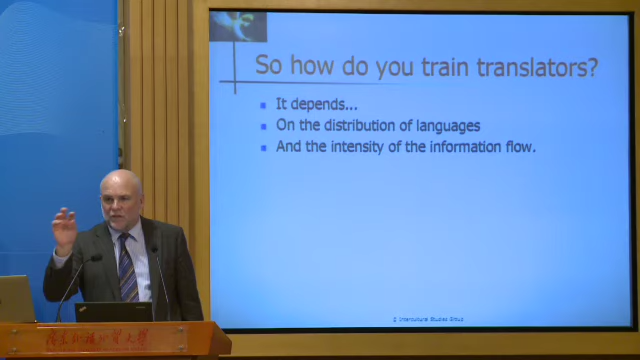 So how do you train translators?
It depends...
On the distribution of languages
And the intensity of the information flow.
© Intercultural Studies Group